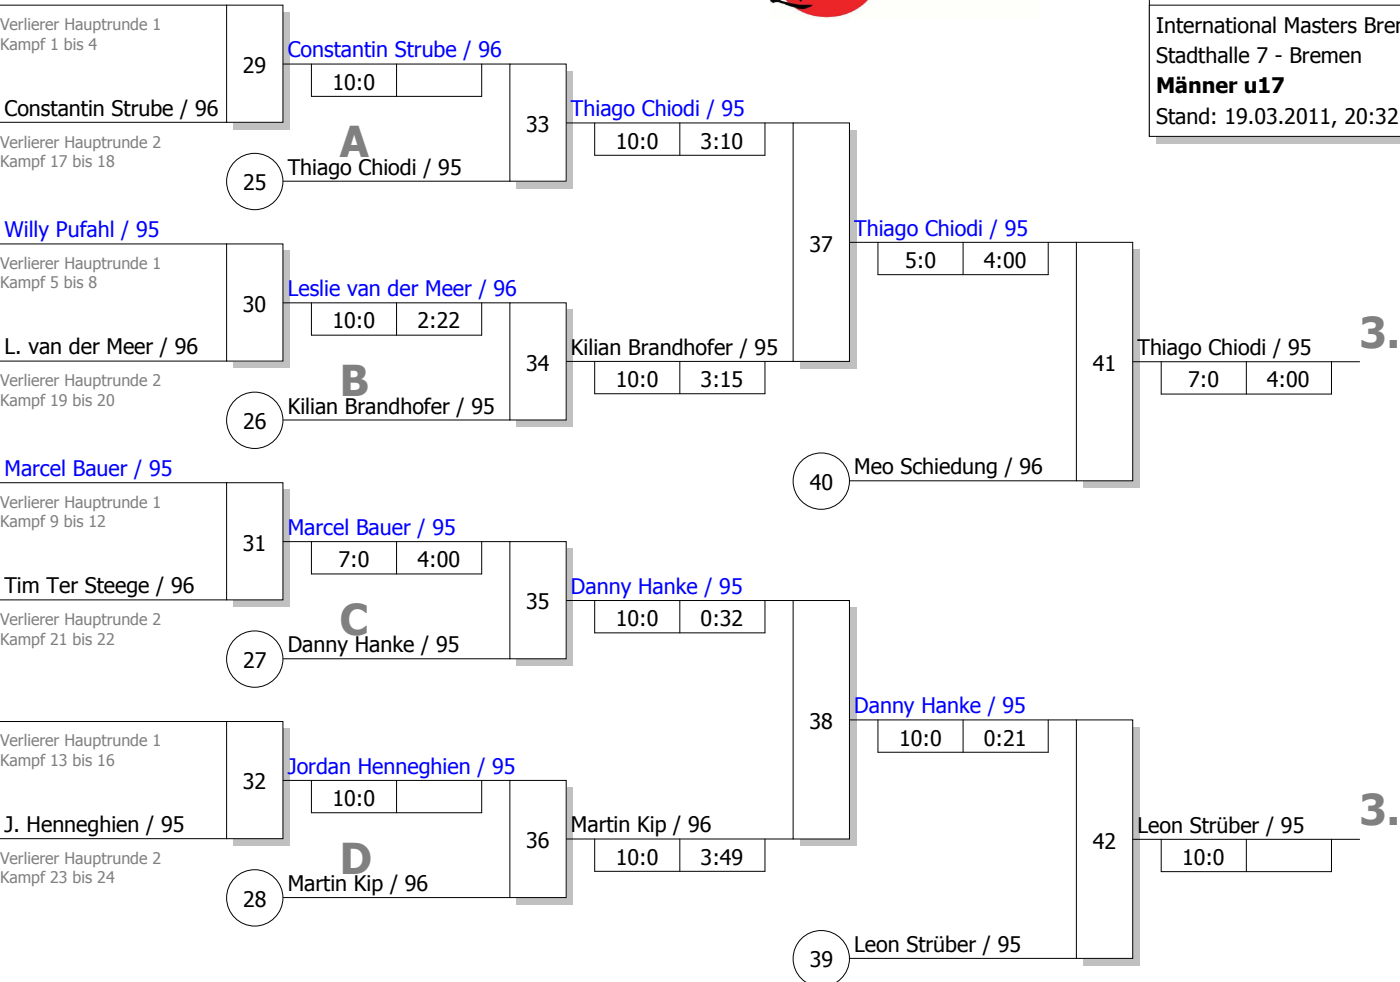 International Masters Brem
Stadthalle 7 - Bremen
Männer u17
Stand: 19.03.2011, 20:32
Verlierer Hauptrunde 1
Kampf 1 bis 4
29
Constantin Strube / 96
10:0
Constantin Strube / 96
Verlierer Hauptrunde 2
Kampf 17 bis 18
A
25
Thiago Chiodi / 95
33
Thiago Chiodi / 95
10:0 3:10
Willy Pufahl / 95
Verlierer Hauptrunde 1
Kampf 5 bis 8
30
Leslie van der Meer / 96
10:0 2:22
L. van der Meer / 96
Verlierer Hauptrunde 2
Kampf 19 bis 20
B
26
Kilian Brandhofer / 95
34
Kilian Brandhofer / 95
10:0 3:15
37
Thiago Chiodi / 95
5:0 4:00
40
Meo Schiedung / 96
41
Thiago Chiodi / 95
7:0 4:00
3.
Marcel Bauer / 95
Verlierer Hauptrunde 1
Kampf 9 bis 12
31
Marcel Bauer / 95
7:0 4:00
Tim Ter Steege / 96
Verlierer Hauptrunde 2
Kampf 21 bis 22
C
27
Danny Hanke / 95
35
Danny Hanke / 95
10:0 0:32
Verlierer Hauptrunde 1
Kampf 13 bis 16
32
Jordan Henneghien / 95
10:0
J. Henneghien / 95
Verlierer Hauptrunde 2
Kampf 23 bis 24
D
28
Martin Kip / 96
36
Martin Kip / 96
10:0 3:49
38
Danny Hanke / 95
10:0 0:21
39
Leon Strüber / 95
42
Leon Strüber / 95
10:0
3.